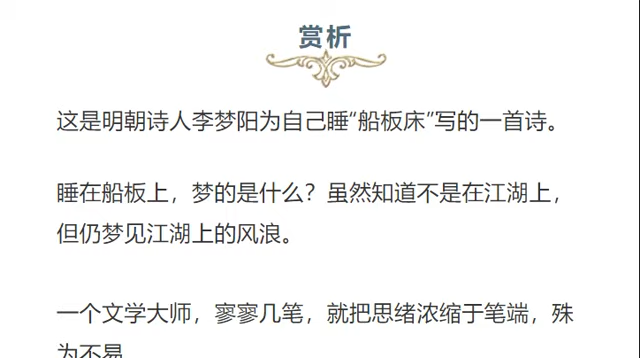 赏析
这是明朝诗人李梦阳为自己睡“船板床”写的一首诗。
睡在船板上，梦的是什么？虽然知道不是在江湖上，
但仍梦见江湖上的风浪。
一个文学大师，寥寥几笔，就把思绪浓缩于笔端，殊
为不易